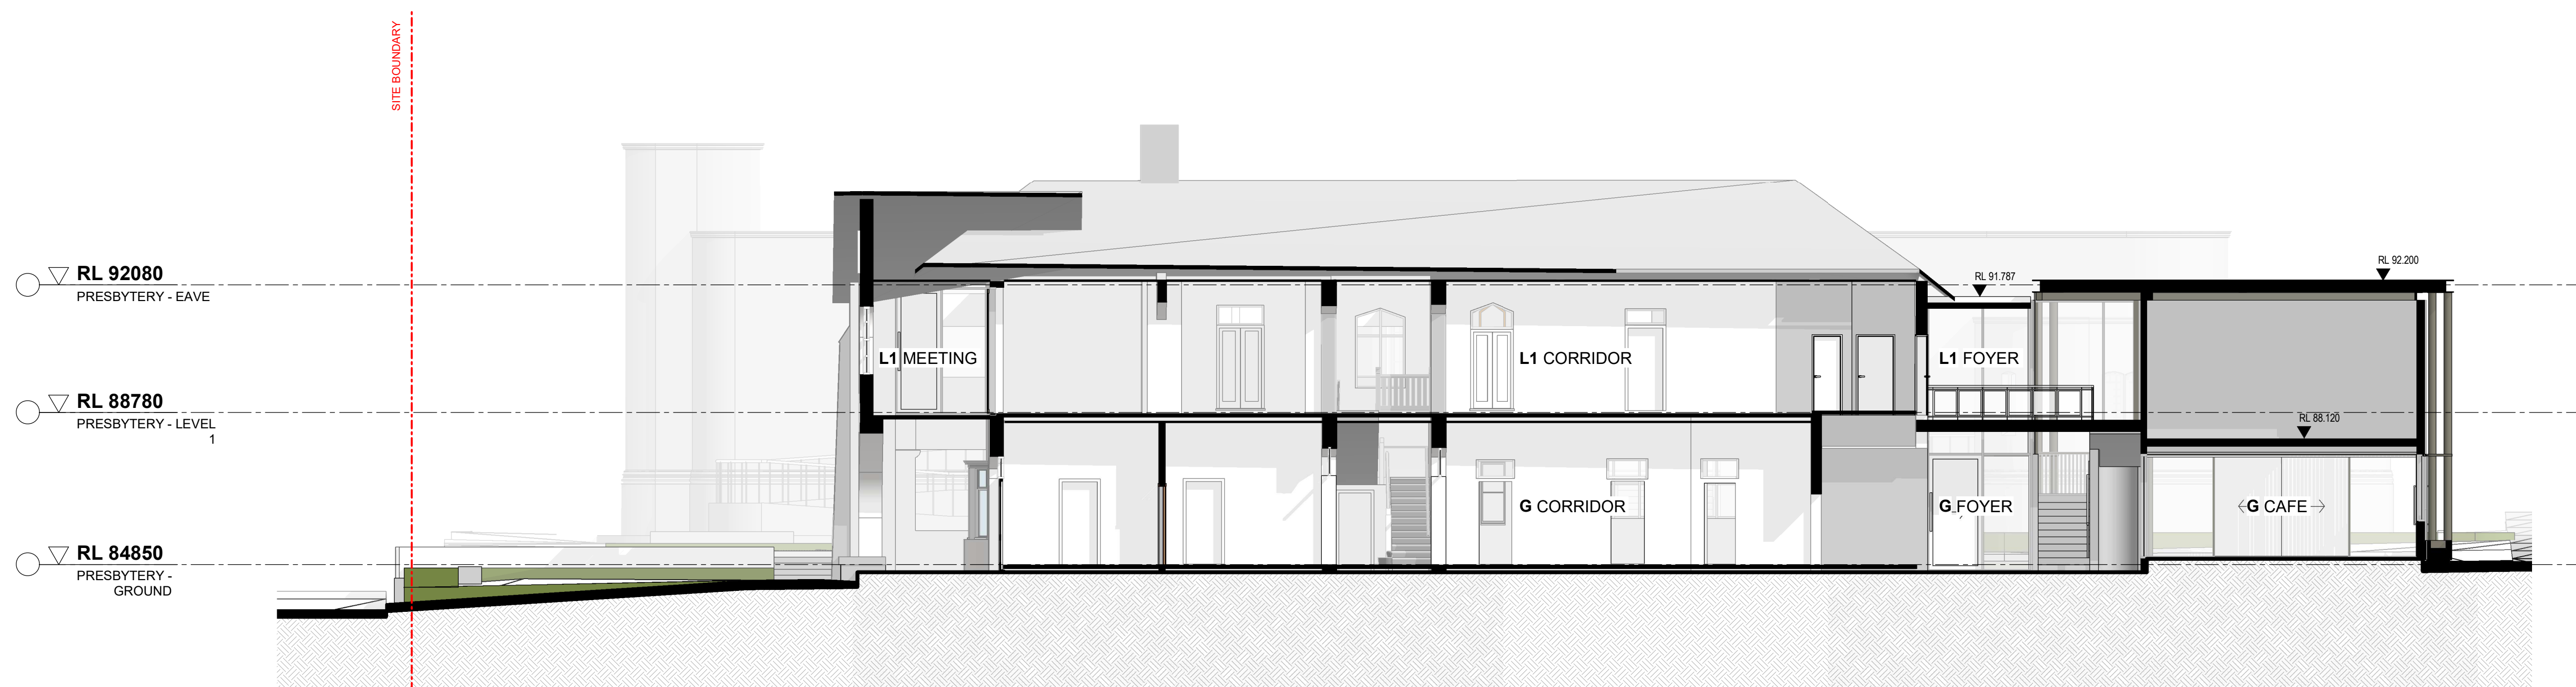 SITE BOUNDARY
RL 92080
PRESBYTERY - EAVE
RL 92.200
RL 91.787
L1 MEETING
L1 CORRIDOR
L1 FOYER
RL 88780
PRESBYTERY - LEVEL
1
RL 88.120
G CORRIDOR
G FOYER
G CAFE
RL 84850
PRESBYTERY -
GROUND